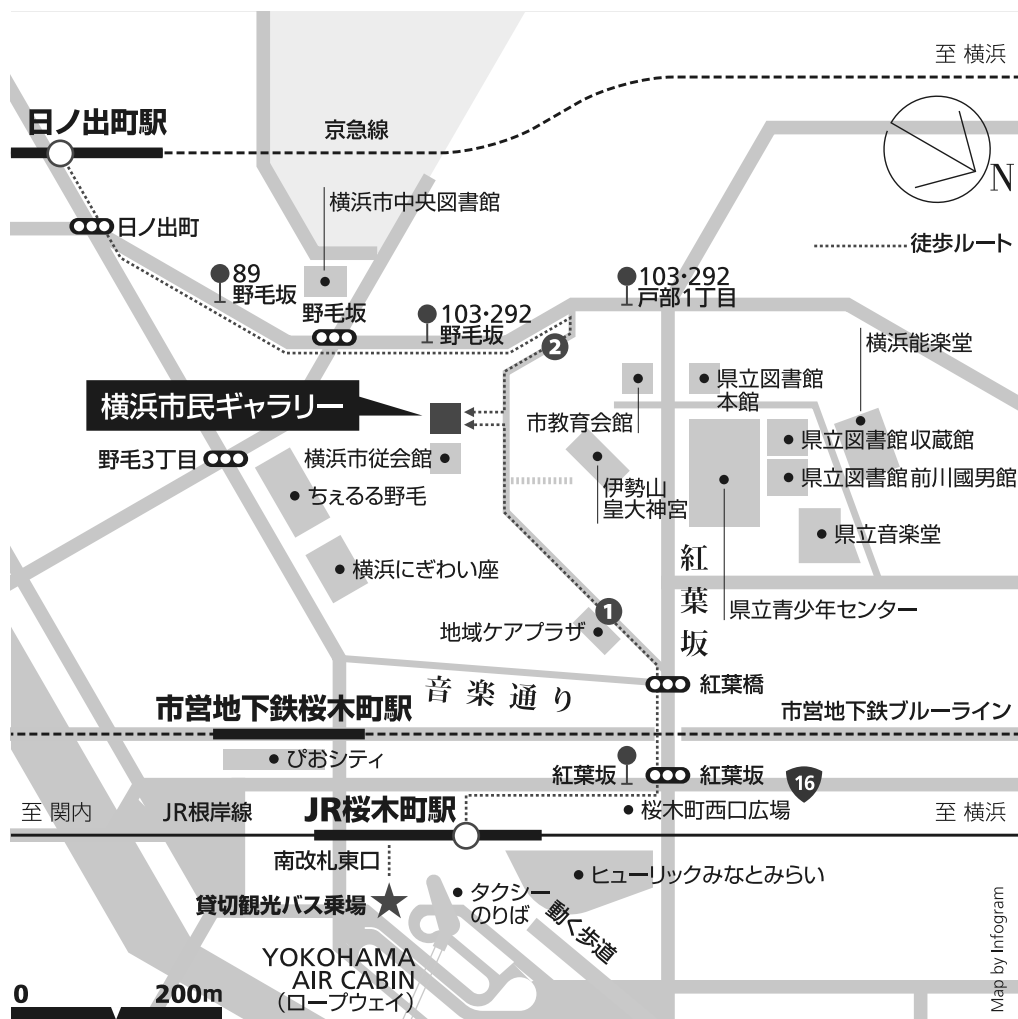 至 横浜
日ノ出町駅
京急線
N
横浜市中央図書館
日ノ出町
徒歩ルート
89
野毛坂
野毛坂
103・292
野毛坂
103・292
戸部1丁目
2
横浜能楽堂
横浜市民ギャラリー
県立図書館
本館
市教育会館
県立図書館 収蔵館
野毛3丁目
横浜市従会館
県立図書館 前川國男館
ちぇるる野毛
伊勢山
皇大神宮
県立音楽堂
紅葉坂
横浜にぎわい座
1
県立青少年センター
地域ケアプラザ
音楽通り
紅葉橋
市営地下鉄桜木町駅
市営地下鉄ブルーライン
ぴおシティ
紅葉坂
紅葉坂
16
至 関内
JR根岸線
JR桜木町駅
桜木町西口広場
至 横浜
南改札東口
ヒューリックみなとみらい
貸切観光バス乗場
タクシー
のりば
動く歩道
YOKOHAMA
AIR CABIN
（ロープウェイ）
0
200m
Map by Infogram